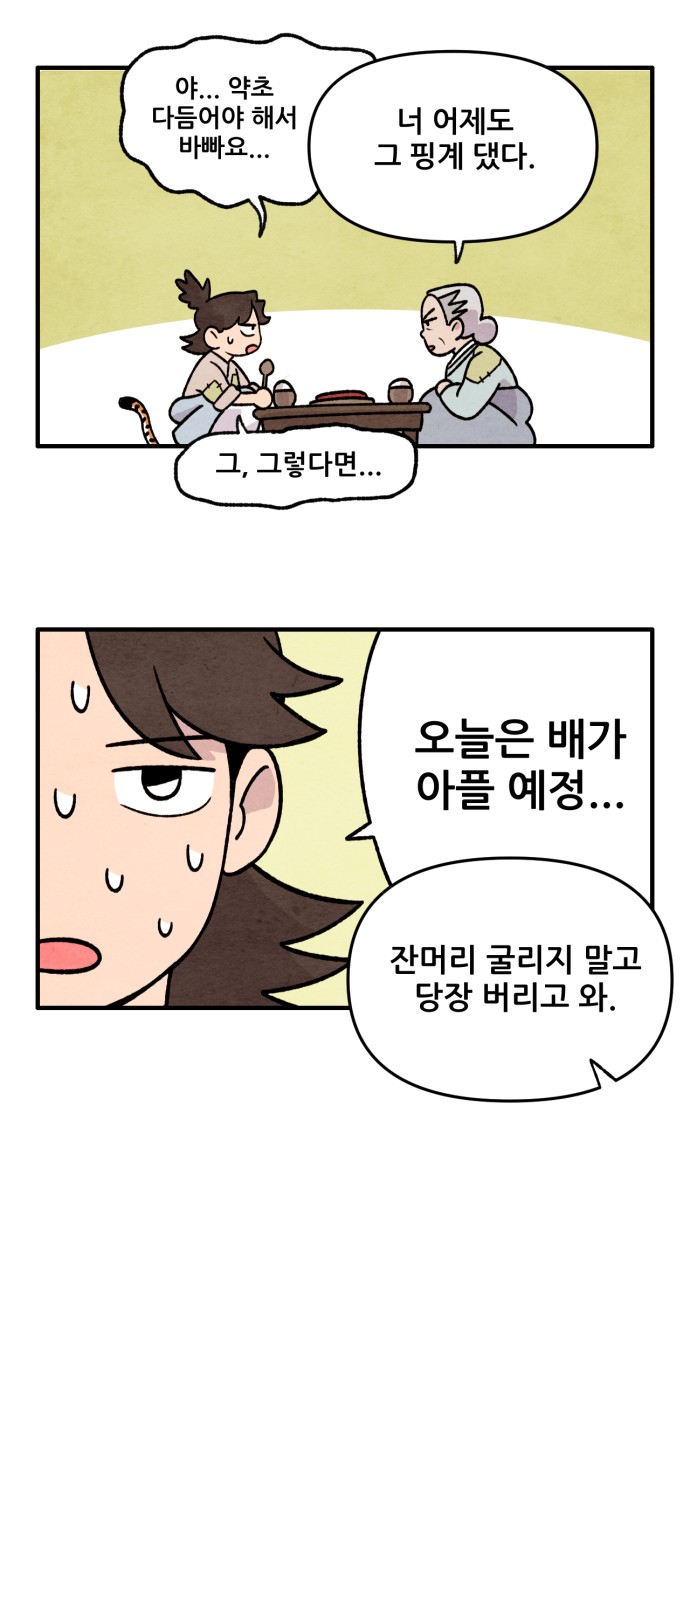 야... 약초
다듬어야 해서
바빠요...
너 어제도
그 핑계 댔다.
그, 그렇다면...
오늘은 배가
아플 예정...
잔머리 굴리지 말고
당장 버리고 와.